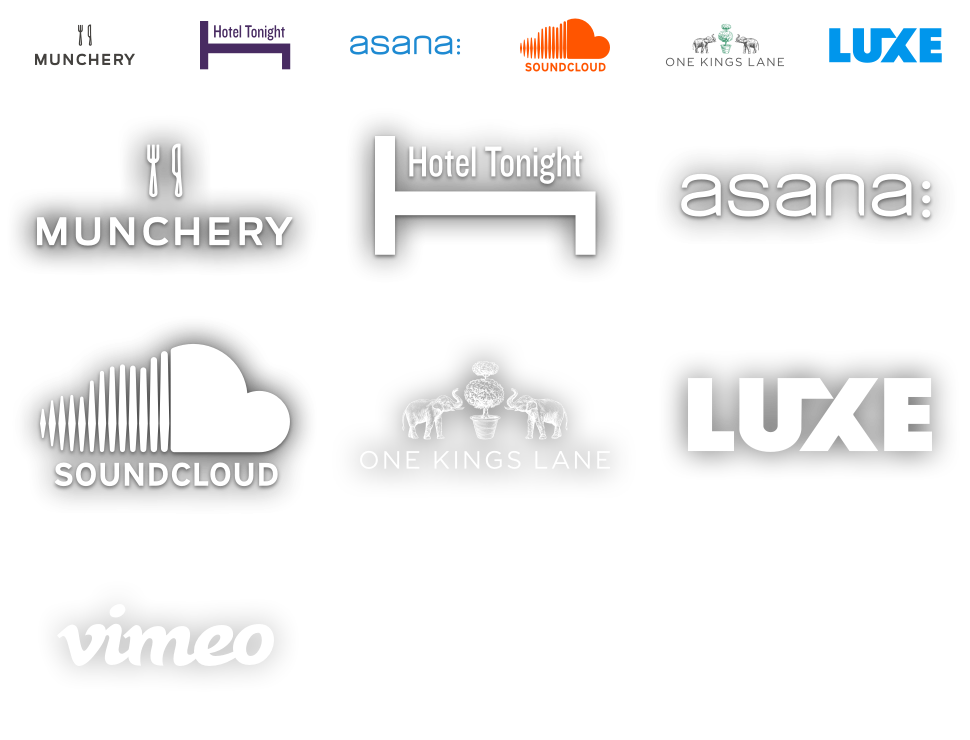 MUNCHERY
Hotel Tonight
asana
SOUNDCLOUD
ONE KINGS LANE
LUXE
MUNCHERY
Hotel Tonight
asana
SOUNDCLOUD
ONE KINGS LANE
LUXE
vimeo